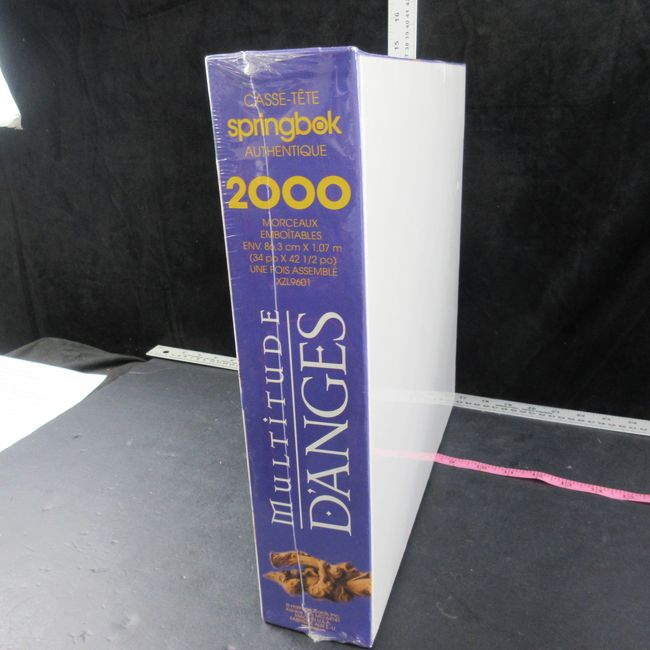 CASSE-TÊTE
springbok
AUTHENTIQUE
2000
MORCEAUX
EMBOÎTABLES
ENV 86,3 cm X 1,07 m
(34 po X 42 1/2 po)
UNE FOIS ASSEMBLÉ
XZL9601
MULTITUDE
D'ANGES